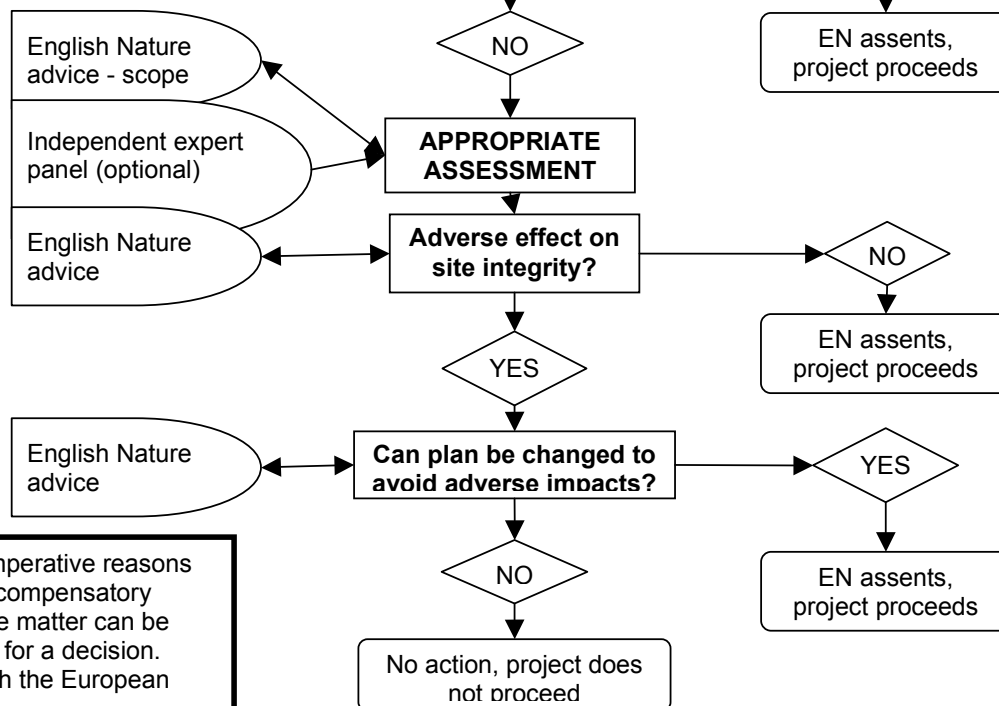 NO
EN assents,
project proceeds
English Nature
advice - scope
Independent expert
panel (optional)
APPROPRIATE
ASSESSMENT
English Nature
advice
Adverse effect on
site integrity?
NO
EN assents,
project proceeds
YES
English Nature
advice
Can plan be changed to
avoid adverse impacts?
YES
EN assents,
project proceeds
NO
No action, project does
not proceed
reasons
compensatory
matter can be
for a decision.
the European